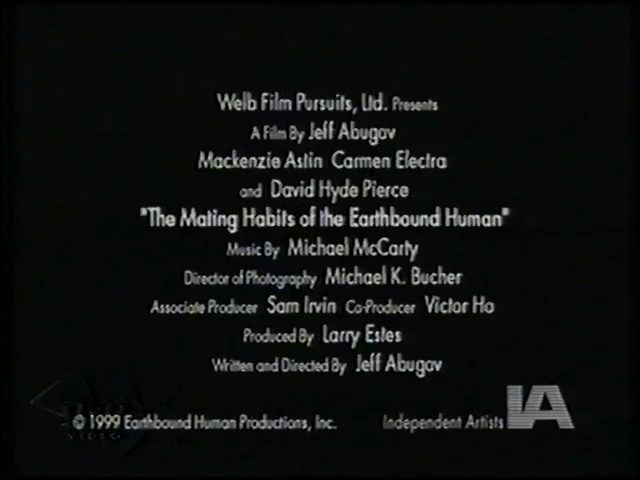 Welb Film Pursuits, Ltd. Presents
A Film By Jeff Abugov
Mackenzie Astin Carmen Electra
and David Hyde Pierce
"The Mating Habits of the Earthbound Human"
Music By Michael McCarty
Director of Photography Michael K. Bucher
Associate Producer Sam Irvin Co-Producer Victor Ho
Produced By Larry Estes
Written and Directed By Jeff Abugov
© 1999 Earthbound Human Productions, Inc. Independent Artists IA
VIDEO